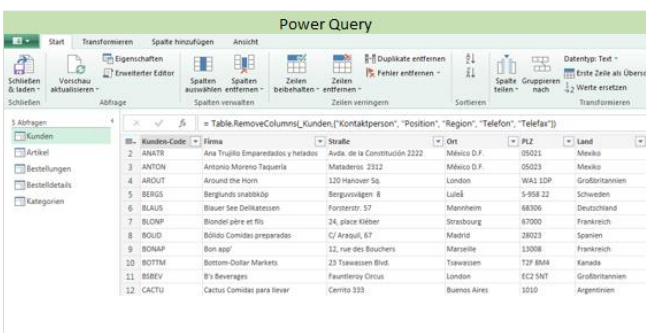 Power Query
Start Transformieren Spalte hinzufügen Ansicht
Schließen & laden Vorschau aktualisieren Eigenschaften Erweiterter Editor Spalten auswählen Spalten entfernen Zeilen beibehalten Zeilen entfernen Duplikate entfernen Fehler entfernen Spalte teilen Gruppieren nach Datentyp: Text Erste Zeile als Übersc Werte ersetzen
Schließen Abfrage Spalten verwalten Zeilen verringern Sortieren Transformieren
5 Abfragen
Kunden
Artikel
Bestellungen
Bestelldetails
Kategorien
= Table.RemoveColumns(_Kunden,{"Kontaktperson", "Position", "Region", "Telefon", "Telefax"})
Kunden-Code Firma Straße Ort PLZ Land
2 ANATR Ana Trujillo Emparedados y helados Avda. de la Constitución 2222 México D.F. 05021 Mexiko
3 ANTON Antonio Moreno Taquería Mataderos 2312 México D.F. 05023 Mexiko
4 AROUT Around the Horn 120 Hanover Sq. London WA1 1DP Großbritannien
5 BERGS Berglunds snabbköp Berguvsvägen 8 Luleå S-958 22 Schweden
6 BLAUS Blauer See Delikatessen Forsterstr. 57 Mannheim 68306 Deutschland
7 BLONP Blondel père et fils 24, place Kléber Strasbourg 67000 Frankreich
8 BOLID Bólido Comidas preparadas C/ Araquil, 67 Madrid 28023 Spanien
9 BONAP Bon app' 12, rue des Bouchers Marseille 13008 Frankreich
10 BOTTM Bottom-Dollar Markets 23 Tsawassen Blvd. Tsawassen T2F 8M4 Kanada
11 BSBEV B's Beverages Fauntleroy Circus London EC2 5NT Großbritannien
12 CACTU Cactus Comidas para llevar Cerrito 333 Buenos Aires 1010 Argentinien